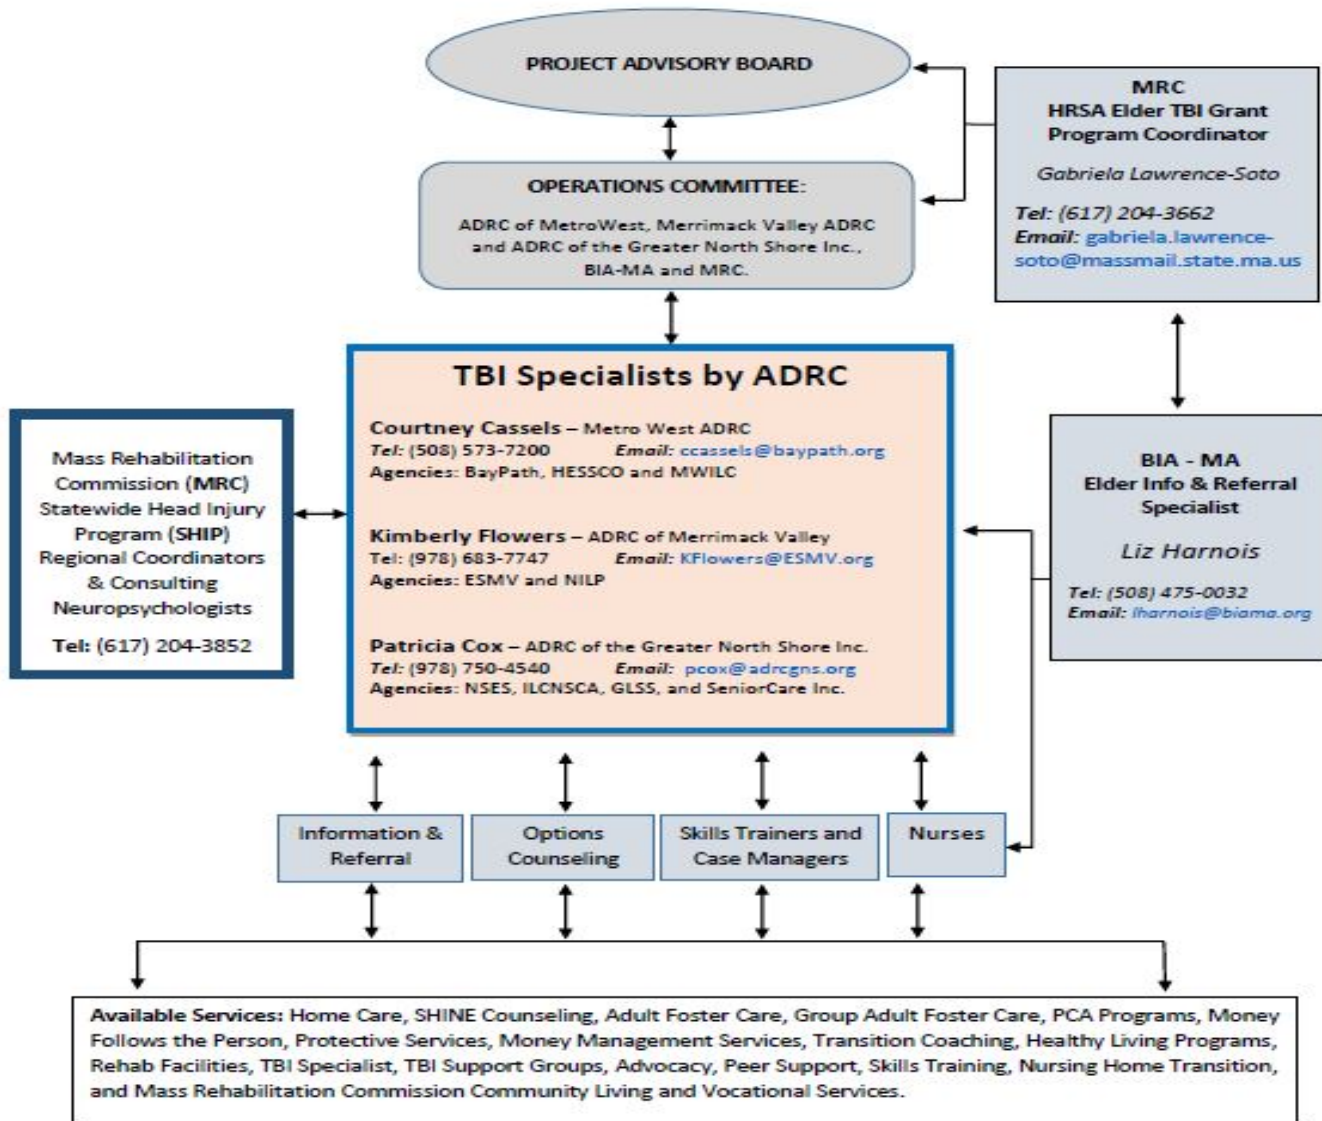 PROJECT ADVISORY BOARD
MRC
HRSA Elder TBI Grant
Program Coordinator
Gabriela Lawrence-Soto
Tel: (617) 204-3662
Email: gabriela.lawrence-
soto@massmail.state.ma.us
OPERATIONS COMMITTEE:
ADRC of MetroWest, Merrimack Valley ADRC
and ADRC of the Greater North Shore Inc.,
BIA-MA and MRC.
TBI Specialists by ADRC
Courtney Cassels – Metro West ADRC
Tel: (508) 573-7200 Email: ccassels@baypath.org
Agencies: BayPath, HESSCO and MWILC
Kimberly Flowers – ADRC of Merrimack Valley
Tel: (978) 683-7747 Email: KFlowers@ESMV.org
Agencies: ESMV and NILP
Patricia Cox – ADRC of the Greater North Shore Inc.
Tel: (978) 750-4540 Email: pcox@adrcgns.org
Agencies: NSES, ILCNSCA, GLSS, and SeniorCare Inc.
Mass Rehabilitation
Commission (MRC)
Statewide Head Injury
Program (SHIP)
Regional Coordinators
& Consulting
Neuropsychologists
Tel: (617) 204-3852
BIA - MA
Elder Info & Referral
Specialist
Liz Harnois
Tel: (508) 475-0032
Email: lharnois@biama.org
Information &
Referral
Options
Counseling
Skills Trainers and
Case Managers
Nurses
Available Services: Home Care, SHINE Counseling, Adult Foster Care, Group Adult Foster Care, PCA Programs, Money
Follows the Person, Protective Services, Money Management Services, Transition Coaching, Healthy Living Programs,
Rehab Facilities, TBI Specialist, TBI Support Groups, Advocacy, Peer Support, Skills Training, Nursing Home Transition,
and Mass Rehabilitation Commission Community Living and Vocational Services.